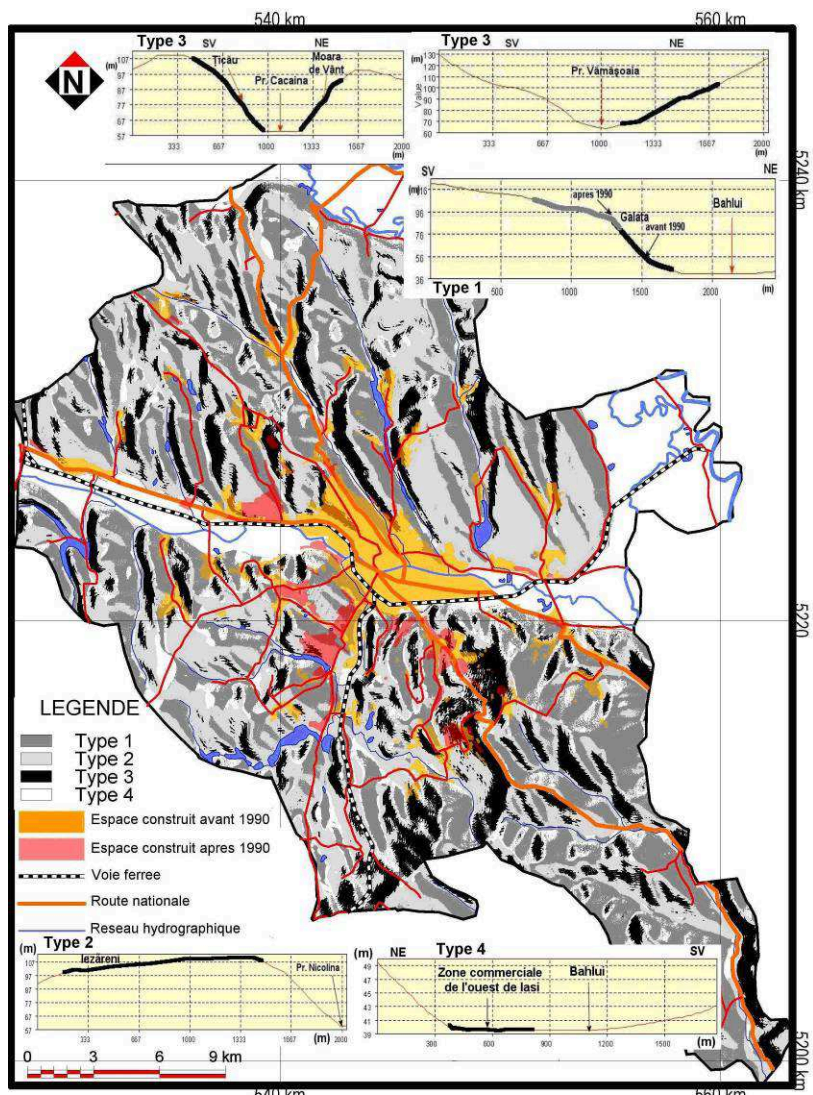 540 km
560 km
Type 3
SV
NE
(m)
107
97
87
77
67
57
Țicău
Pr. Cacaina
Moara
de Vânt
333
667
1000
1333
1667
2000
(m)
Type 3
SV
NE
Value
130
120
110
100
90
80
70
60
Pr. Vămășoaia
333
667
1000
1333
1667
2000
(m)
N
SV
NE
(m)
116
96
76
56
36
apres 1990
Galata
avant 1990
Bahlui
Type 1
500
1000
1500
2000
(m)
5240 km
5220
5200 km
LEGENDE
Type 1
Type 2
Type 3
Type 4
Espace construit avant 1990
Espace construit apres 1990
Voie ferree
Route nationale
Reseau hydrographique
(m)
Type 2
107
97
87
77
67
57
Iezăreni
Pr. Nicolina
333
667
1000
1333
1667
2000
(m)
(m)
NE
Type 4
SV
49
47
45
43
41
39
Zone commerciale
de l'ouest de Iasi
Bahlui
300
600
900
1200
1500
(m)
0
3
6
9 km
540 km
560 km